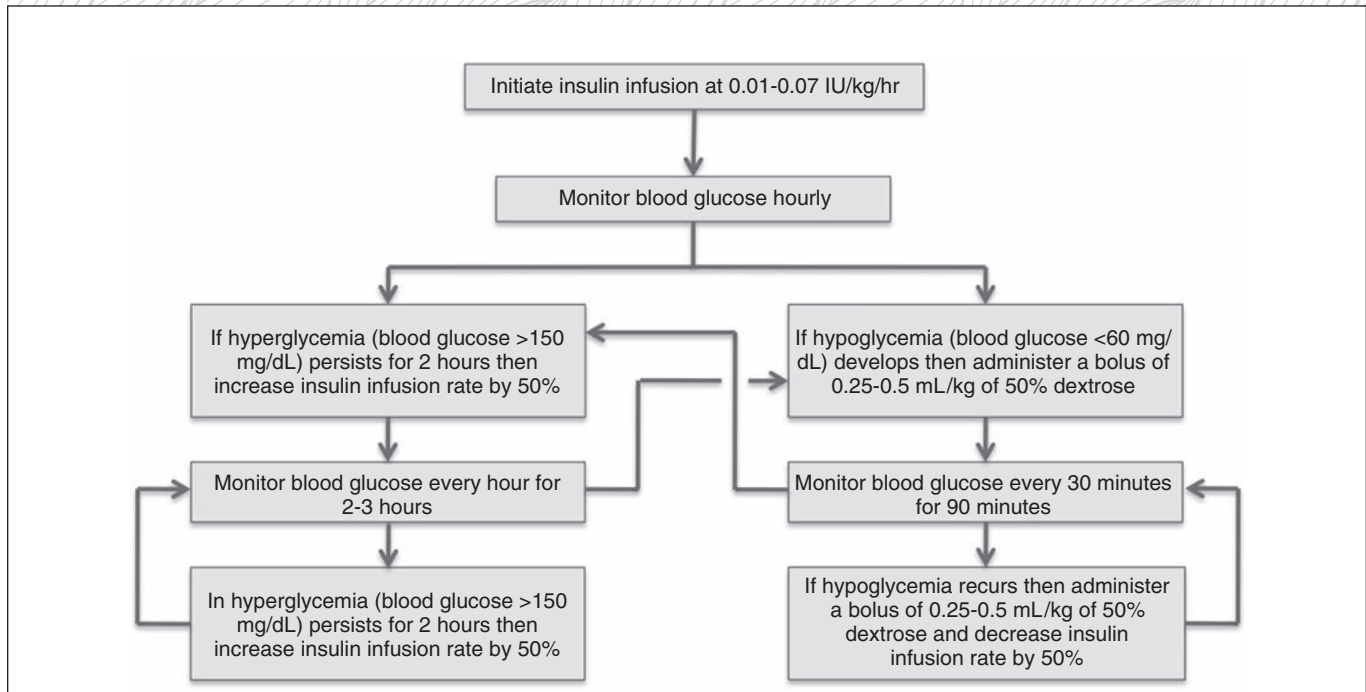 Initiate insulin infusion at 0.01-0.07 IU/kg/hr
Monitor blood glucose hourly
If hyperglycemia (blood glucose >150
mg/dL) persists for 2 hours then
increase insulin infusion rate by 50%
If hypoglycemia (blood glucose <60 mg/
dL) develops then administer a bolus of
0.25-0.5 mL/kg of 50% dextrose
Monitor blood glucose every hour for
2-3 hours
Monitor blood glucose every 30 minutes
for 90 minutes
In hyperglycemia (blood glucose >150
mg/dL) persists for 2 hours then
increase insulin infusion rate by 50%
If hypoglycemia recurs then administer
a bolus of 0.25-0.5 mL/kg of 50%
dextrose and decrease insulin
infusion rate by 50%